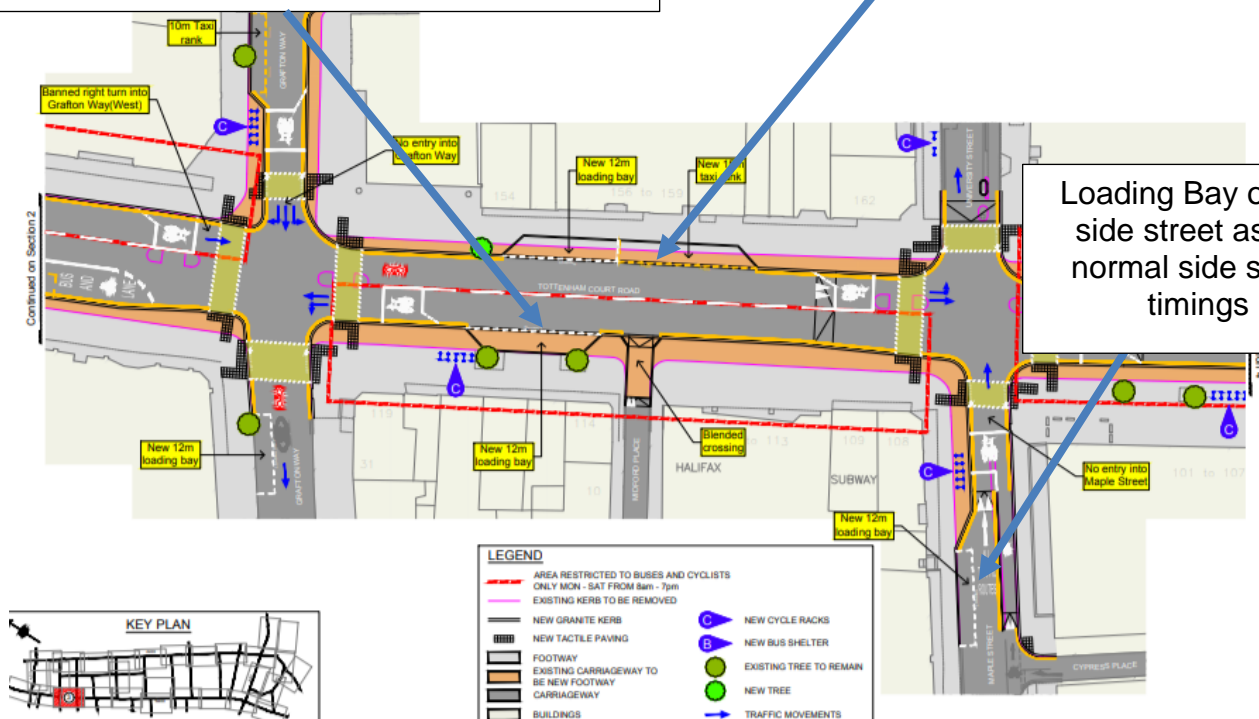 10m Taxi
rank
GRAFTON WAY
Banned right turn into
Grafton Way(West)
No entry into
Grafton Way
New 12m
loading bay
154
156 to 159
162
UNIVERSITY STREET
Loading Bay
side street as
normal side
timings
Continued on Section 2
BUS
AND
LANE
TOTTENHAM COURT ROAD
119
114
31
10
New 12m
loading bay
GRAFTON WAY
New 12m
loading bay
MIDFORD PLACE
Blended
crossing
to 113
HALIFAX
109
108
SUBWAY
New 12m
loading bay
No entry into
Maple Street
101 to 107
MAPLE STREET
CYPRESS PLACE
C
C
C
C
C
KEY PLAN
LEGEND
AREA RESTRICTED TO BUSES AND CYCLISTS
ONLY MON - SAT FROM 8am - 7pm
EXISTING KERB TO BE REMOVED
NEW GRANITE KERB
NEW TACTILE PAVING
FOOTWAY
EXISTING CARRIAGEWAY TO
BE NEW FOOTWAY
CARRIAGEWAY
BUILDINGS
C NEW CYCLE RACKS
B NEW BUS SHELTER
EXISTING TREE TO REMAIN
NEW TREE
TRAFFIC MOVEMENTS